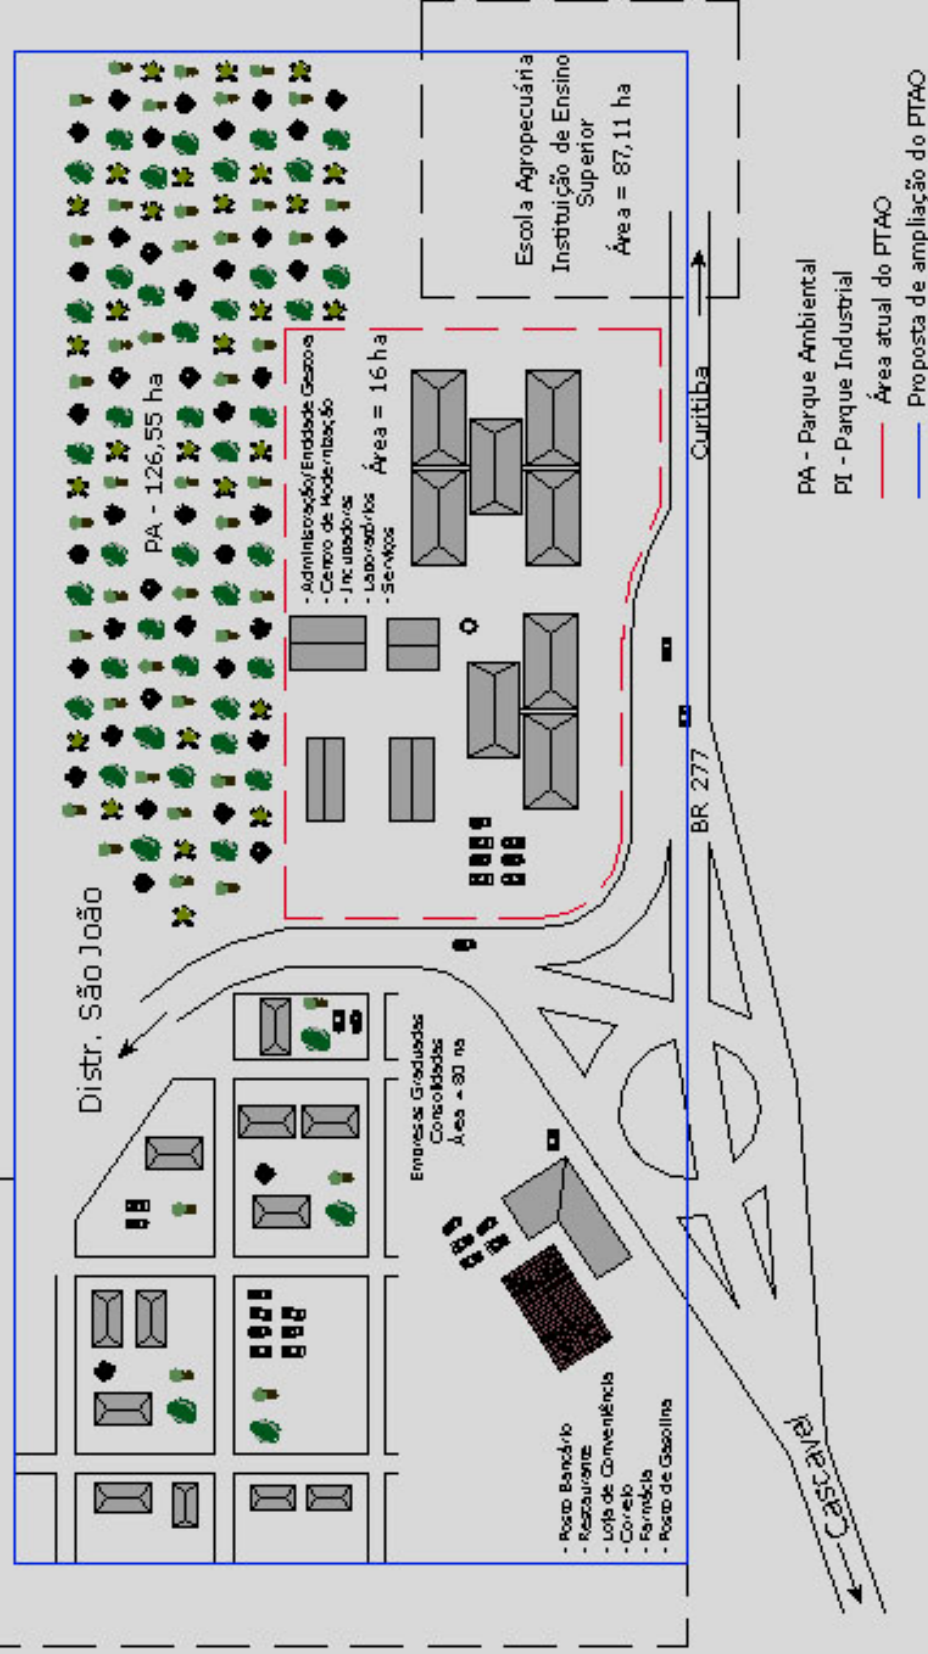 Distr. São João
PA - 126,55 ha
- Administração/Entidade Gestora
- Centro de Modernização
- Incubadoras
- Laboratórios
- Serviços
Área = 16 ha
Escola Agropecuária
Instituição de Ensino
Superior
Área = 87,11 ha
Empresas Graduadas
Consolidadas
Área = 80 ha
- Posto Bancário
- Restaurante
- Loja de Conveniência
- Correio
- Farmácia
- Posto de Gasolina
Cascavel
BR 277
Curitiba
PA - Parque Ambiental
PI - Parque Industrial
Área atual do PTAO
Proposta de ampliação do PTAO